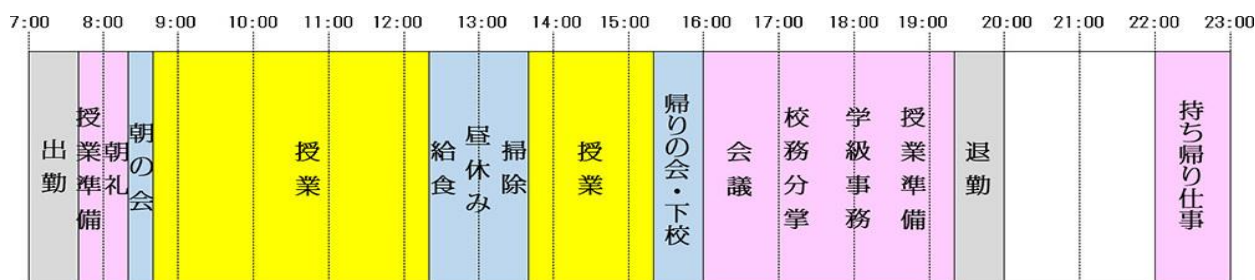 7:00 8:00 9:00 10:00 11:00 12:00 13:00 14:00 15:00 16:00 17:00 18:00 19:00 20:00 21:00 22:00 23:00
出勤
授業準備
朝礼
朝の会
授業
給食
昼休み
掃除
授業
帰りの会・下校
会議
校務分掌
学級事務
授業準備
退勤
持ち帰り仕事